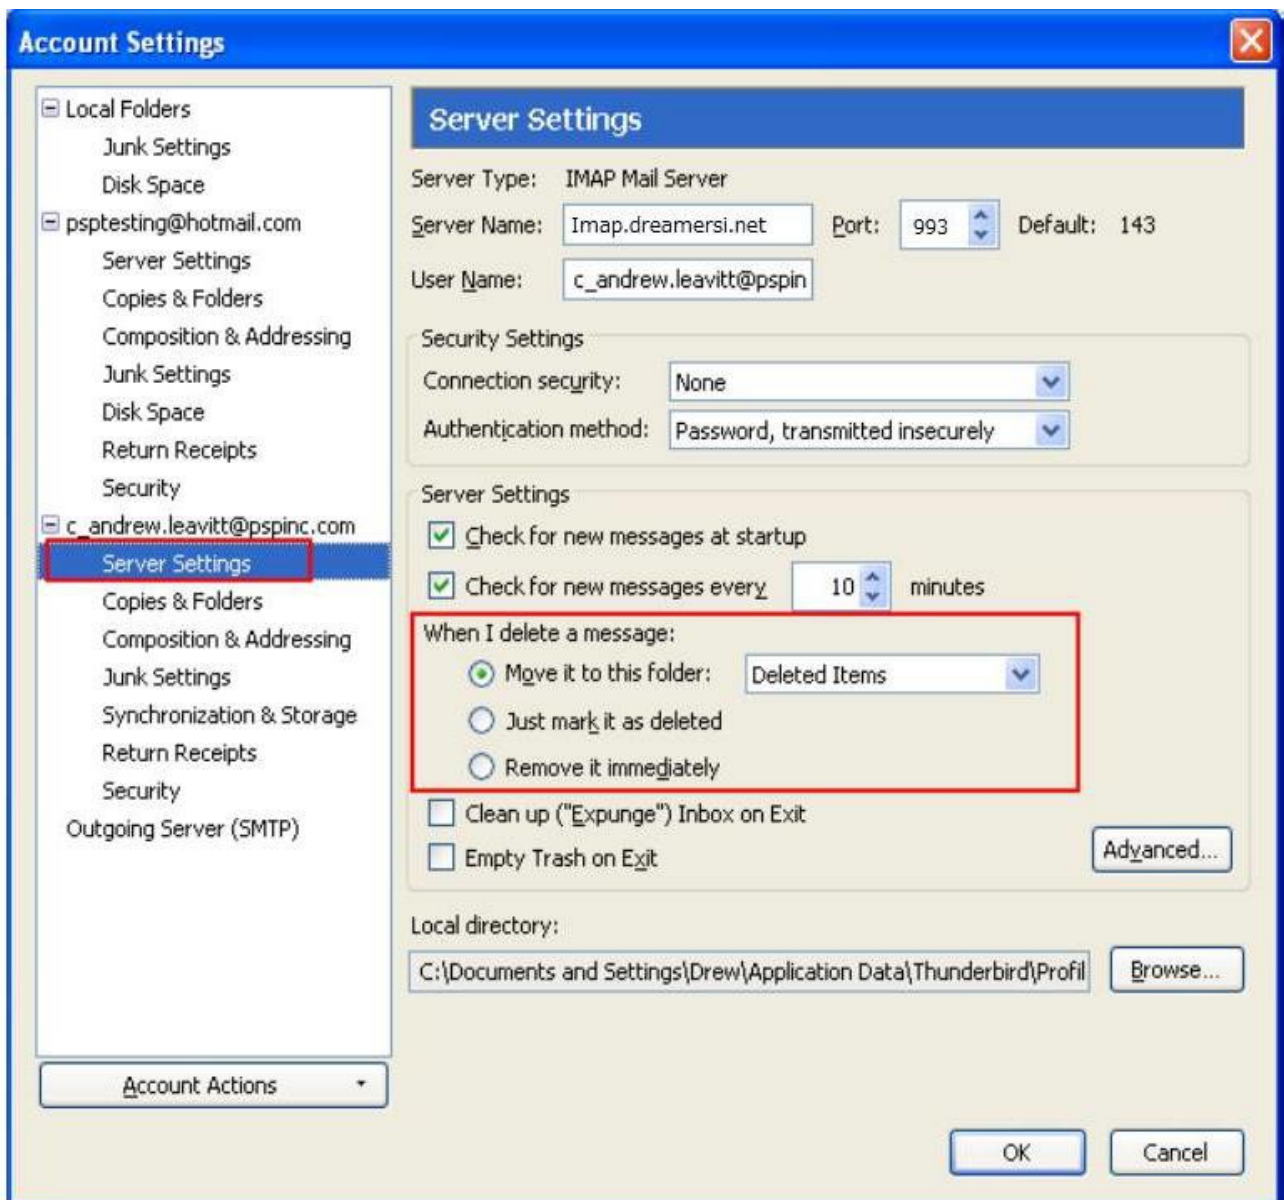 Account Settings
Local Folders
Junk Settings
Disk Space
psptesting@hotmail.com
Server Settings
Copies & Folders
Composition & Addressing
Junk Settings
Disk Space
Return Receipts
Security
c_andrew.leavitt@pspinc.com
Server Settings
Copies & Folders
Composition & Addressing
Junk Settings
Synchronization & Storage
Return Receipts
Security
Outgoing Server (SMTP)
Account Actions
Server Settings
Server Type: IMAP Mail Server
Server Name: Imap.dreamersi.net Port: 993 Default: 143
User Name: c_andrew.leavitt@pspin
Security Settings
Connection security: None
Authentication method: Password, transmitted insecurely
Server Settings
Check for new messages at startup
Check for new messages every 10 minutes
When I delete a message:
Move it to this folder: Deleted Items
Just mark it as deleted
Remove it immediately
Clean up ("Expunge") Inbox on Exit
Empty Trash on Exit
Advanced...
Local directory:
C:\Documents and Settings\Drew\Application Data\Thunderbird\Profil Browse...
OK Cancel